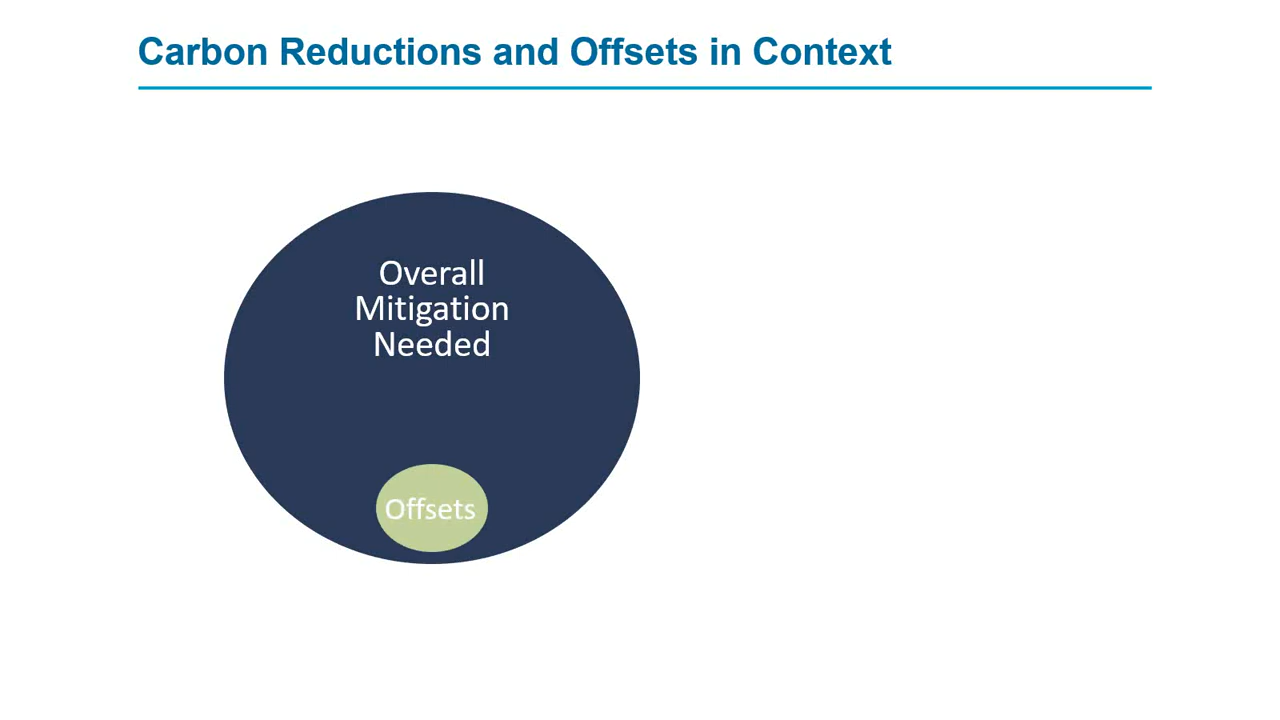 Carbon Reductions and Offsets in Context
Overall
Mitigation
Needed
Offsets